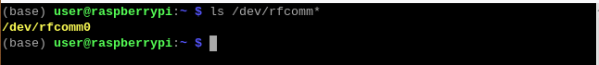 (base) user@raspberrypi:~ $ ls /dev/rfcomm*
/dev/rfcomm0
(base) user@raspberrypi:~ $